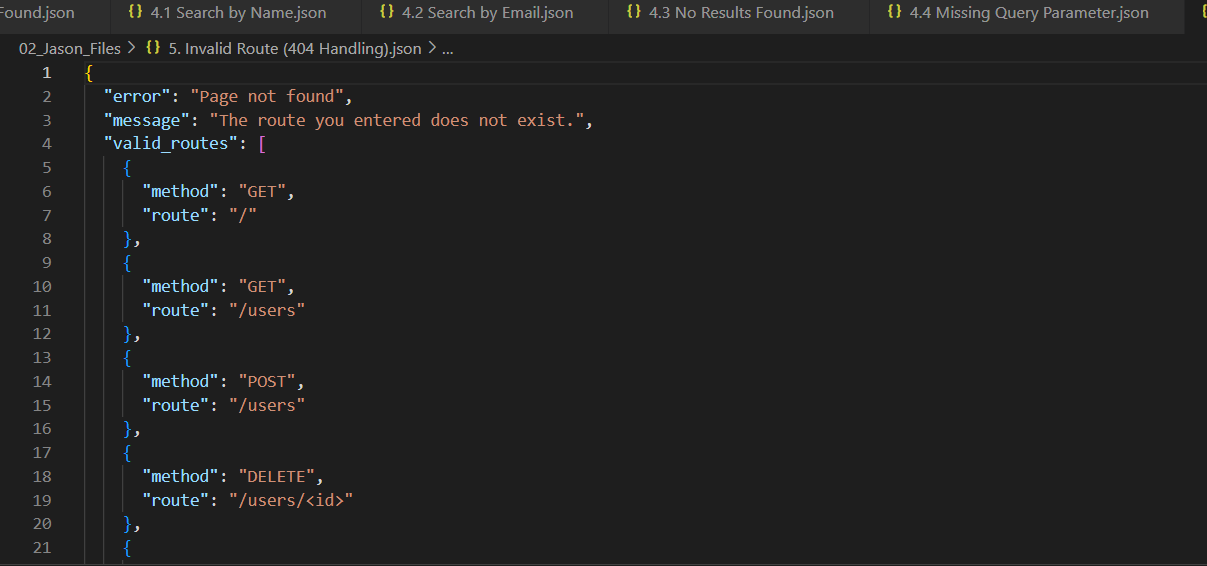 Found.json {} 4.1 Search by Name.json {} 4.2 Search by Email.json {} 4.3 No Results Found.json {} 4.4 Missing Query Parameter.json
02_Jason_Files > {} 5. Invalid Route (404 Handling).json > ...
1 {
2 "error": "Page not found",
3 "message": "The route you entered does not exist.",
4 "valid_routes": [
5 {
6 "method": "GET",
7 "route": "/"
8 },
9 {
10 "method": "GET",
11 "route": "/users"
12 },
13 {
14 "method": "POST",
15 "route": "/users"
16 },
17 {
18 "method": "DELETE",
19 "route": "/users/<id>"
20 },
21 {